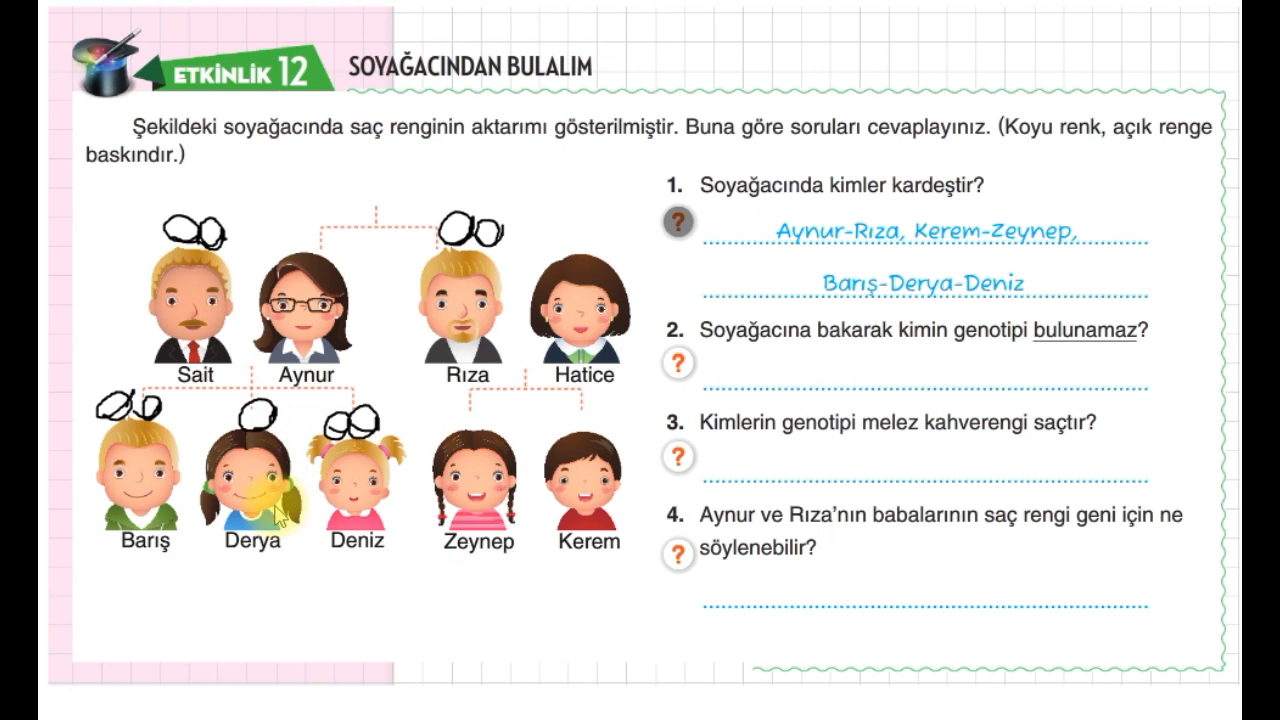 ETKİNLİK 12
SOYAĞACINDAN BULALIM
Şekildeki soyağacında saç renginin aktarımı gösterilmiştir. Buna göre soruları cevaplayınız. (Koyu renk, açık renge
baskındır.)
Sait
Aynur
Rıza
Hatice
Barış
Derya
Deniz
Zeynep
Kerem
1. Soyağacında kimler kardeştir?
?
Aynur-Rıza, Kerem-Zeynep,
Barış-Derya-Deniz
2. Soyağacına bakarak kimin genotipi bulunamaz?
?
3. Kimlerin genotipi melez kahverengi saçtır?
?
4. Aynur ve Rıza'nın babalarının saç rengi geni için ne
? söylenebilir?